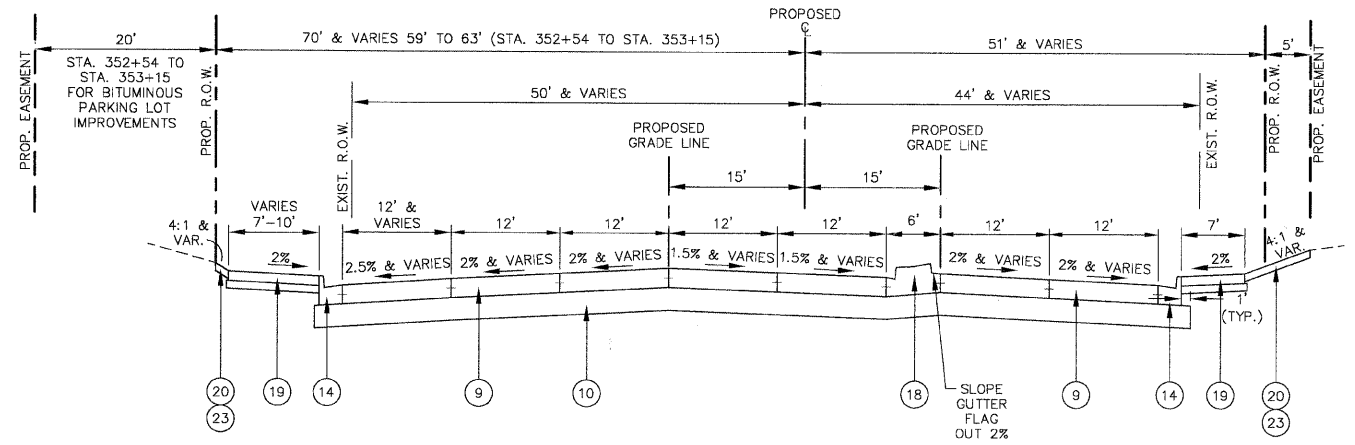 PROPOSED
℄
20'
70' & VARIES 59' TO 63' (STA. 352+54 TO STA. 353+15)
51' & VARIES
5'
PROP. EASEMENT
STA. 352+54 TO
STA. 353+15
FOR BITUMINOUS
PARKING LOT
IMPROVEMENTS
PROP. R.O.W.
EXIST. R.O.W.
50' & VARIES
44' & VARIES
EXIST. R.O.W.
PROP. R.O.W.
PROP. EASEMENT
PROPOSED
GRADE LINE
PROPOSED
GRADE LINE
15'
15'
VARIES
7'-10'
12' &
VARIES
12'
12'
12'
12'
6'
12'
12'
7'
4:1 &
VAR.
2%
2.5% & VARIES
2% & VARIES
2% & VARIES
1.5% & VARIES
1.5% & VARIES
2% & VARIES
2% & VARIES
2%
4:1 &
VAR.
1'
(TYP.)
20
23
19
14
9
10
18
SLOPE
GUTTER
FLAG
OUT 2%
9
14
19
20
23